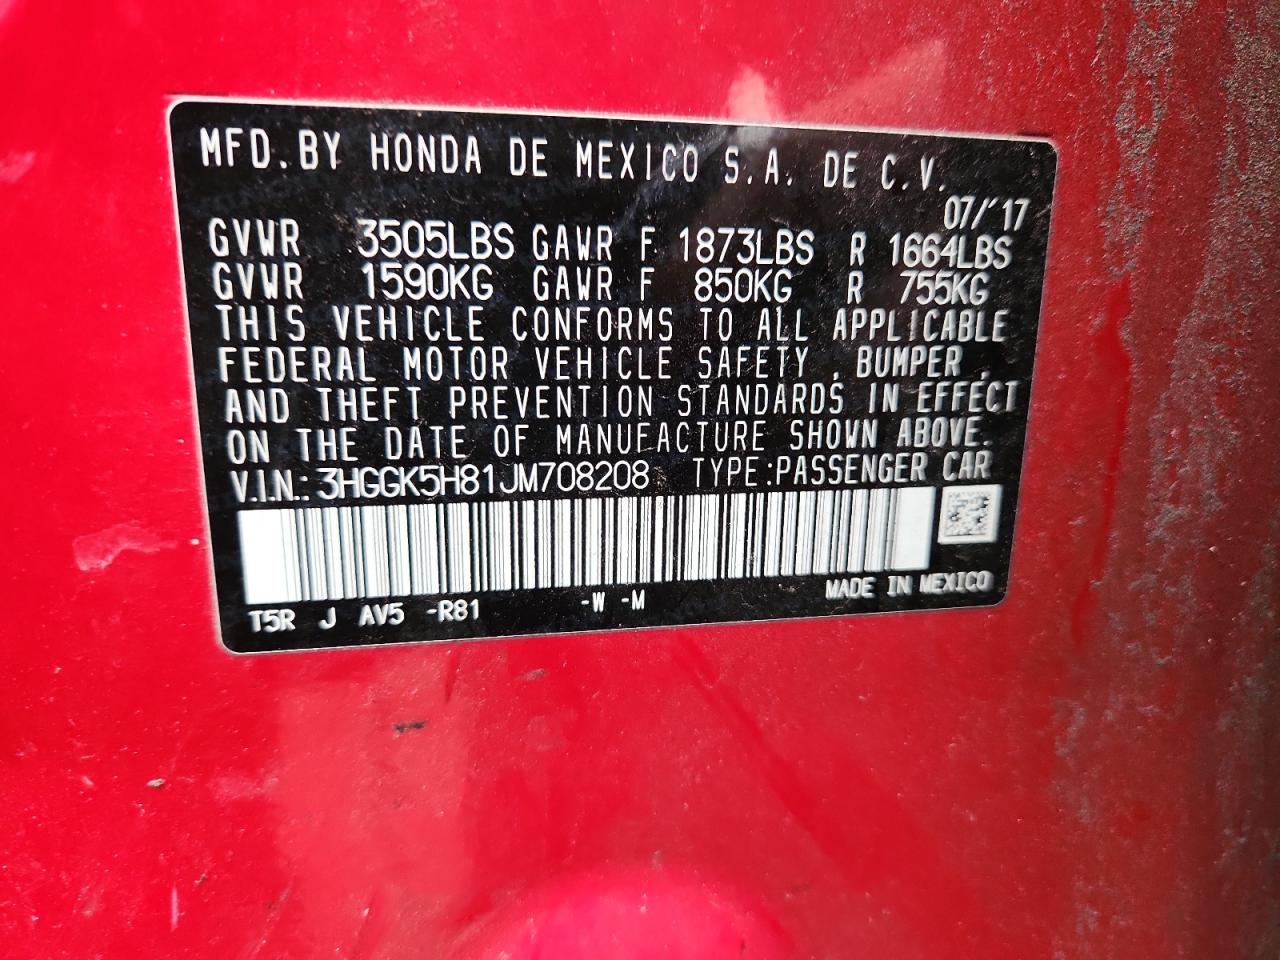 MFD.BY HONDA DE MEXICO S.A. DE C.V.
07/'17
GVWR 3505LBS GAWR F 1873LBS R 1664LBS
GVWR 1590KG GAWR F 850KG R 755KG
THIS VEHICLE CONFORMS TO ALL APPLICABLE
FEDERAL MOTOR VEHICLE SAFETY , BUMPER ,
AND THEFT PREVENTION STANDARDS IN EFFECT
ON THE DATE OF MANUFACTURE SHOWN ABOVE.
V.I.N.: 3HGGK5H81JM708208 TYPE:PASSENGER CAR
MADE IN MEXICO
T5R J AV5 -R81 -W -M